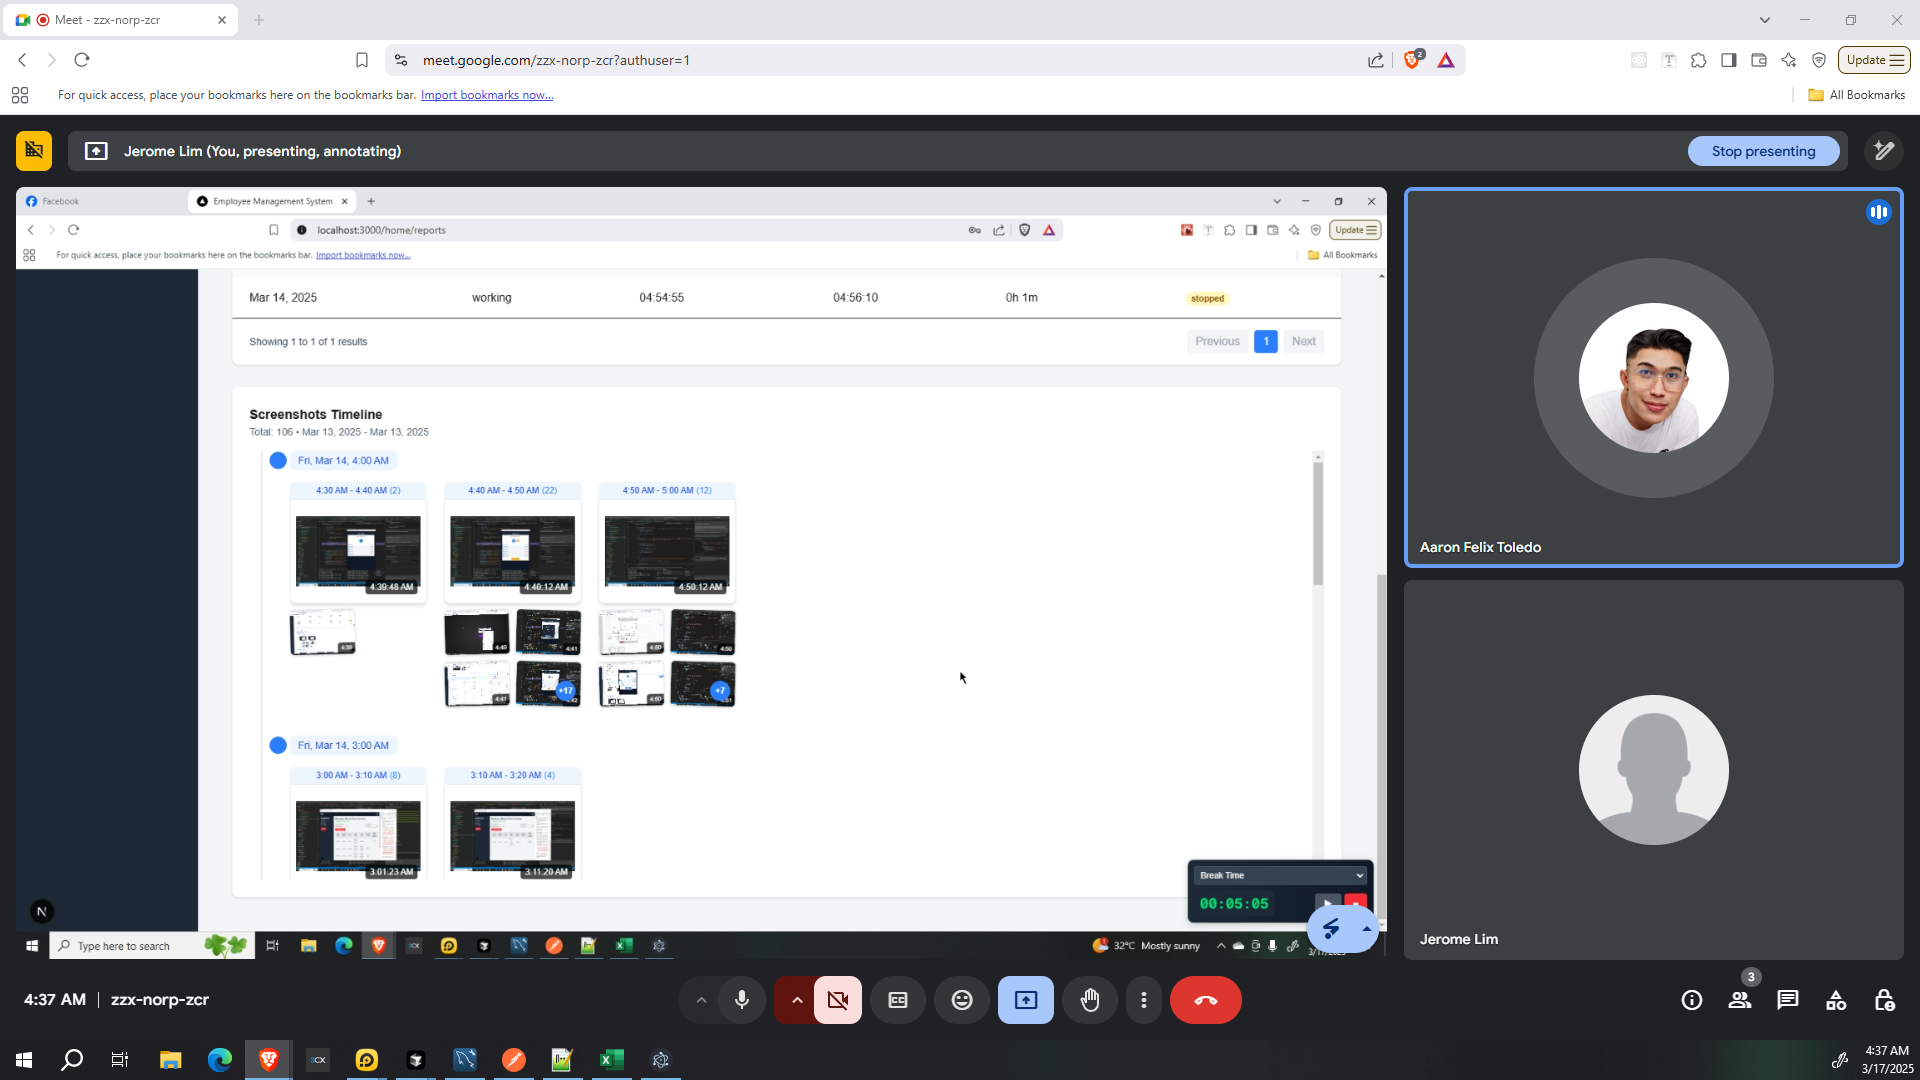 Meet - zzx-norp-zcr
meet.google.com/zzx-norp-zcr?authuser=1
2
Update
For quick access, place your bookmarks here on the bookmarks bar. Import bookmarks now...
All Bookmarks
Jerome Lim (You, presenting, annotating)
Stop presenting
Facebook
Employee Management System
localhost:3000/home/reports
Update
For quick access, place your bookmarks here on the bookmarks bar. Import bookmarks now...
All Bookmarks
Mar 14, 2025 working 04:54:55 04:56:10 0h 1m stopped
Showing 1 to 1 of 1 results
Previous 1 Next
Screenshots Timeline
Total: 106 • Mar 13, 2025 - Mar 13, 2025
Fri, Mar 14, 4:00 AM
4:30 AM - 4:40 AM (2) 4:40 AM - 4:50 AM (22) 4:50 AM - 5:00 AM (12)
4:39:48 AM 4:40:12 AM 4:50:12 AM
+17 +7
Fri, Mar 14, 3:00 AM
3:00 AM - 3:10 AM (8) 3:10 AM - 3:20 AM (4)
3:01:23 AM 3:11:20 AM
Break Time
00:05:05
N
Type here to search
32°C Mostly sunny
Aaron Felix Toledo
Jerome Lim
4:37 AM | zzx-norp-zcr
3
4:37 AM
3/17/2025